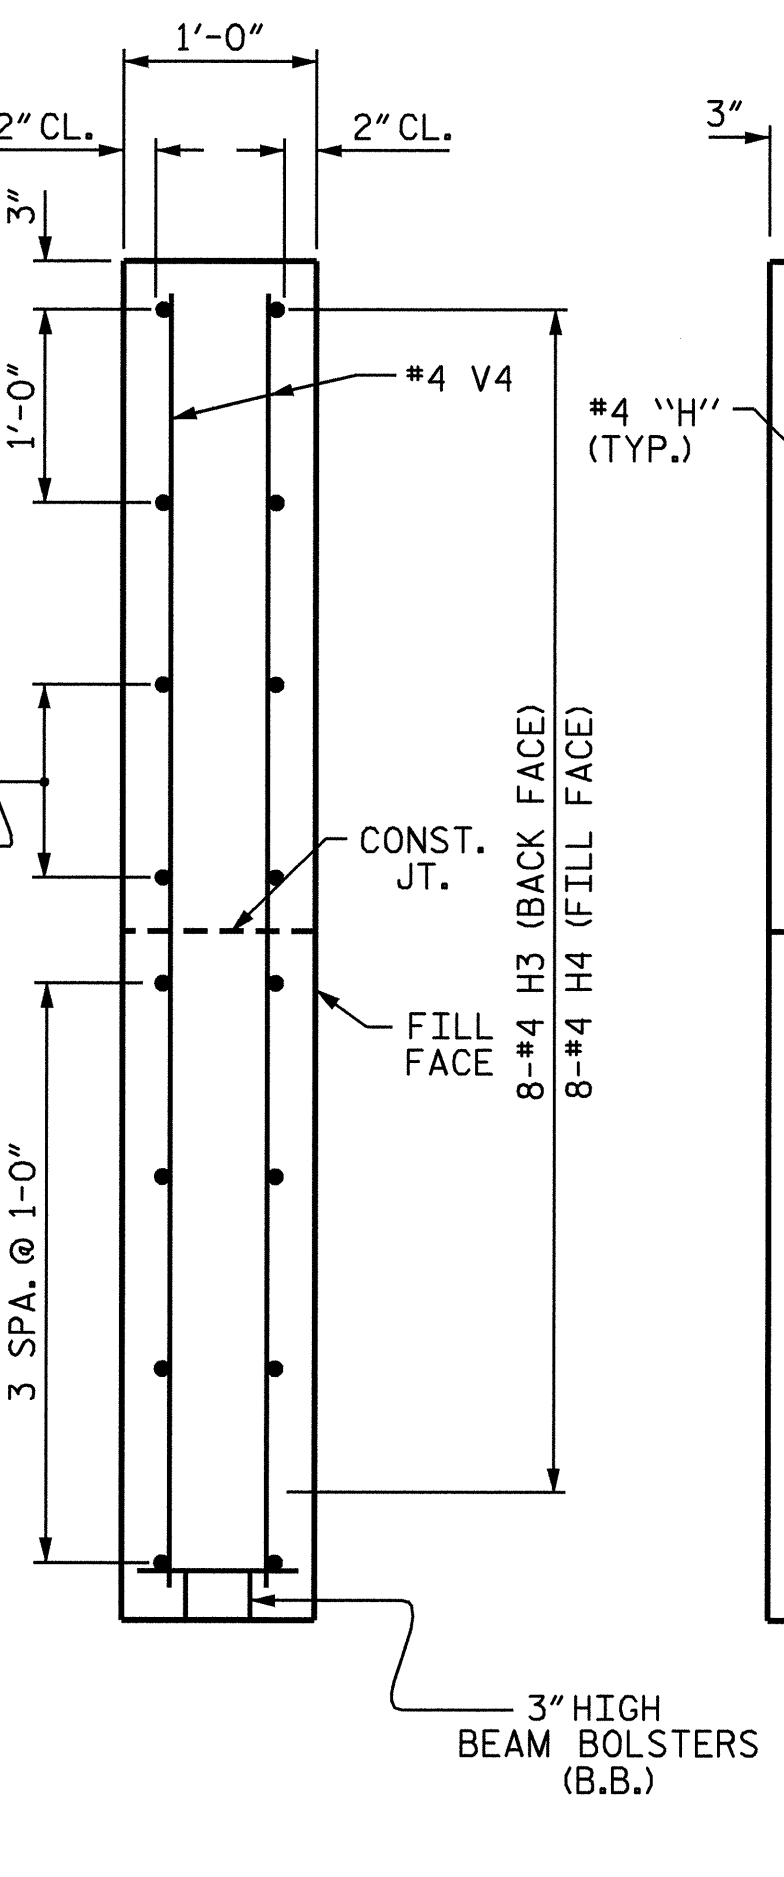 1'-0"
2" CL.
2" CL.
3"
3"
1'-0"
#4 V4
#4 "H"
(TYP.)
CONST.
JT.
8-#4 H3 (BACK FACE)
8-#4 H4 (FILL FACE)
FILL
FACE
3 SPA. @ 1-0"
3" HIGH
BEAM BOLSTERS
(B.B.)